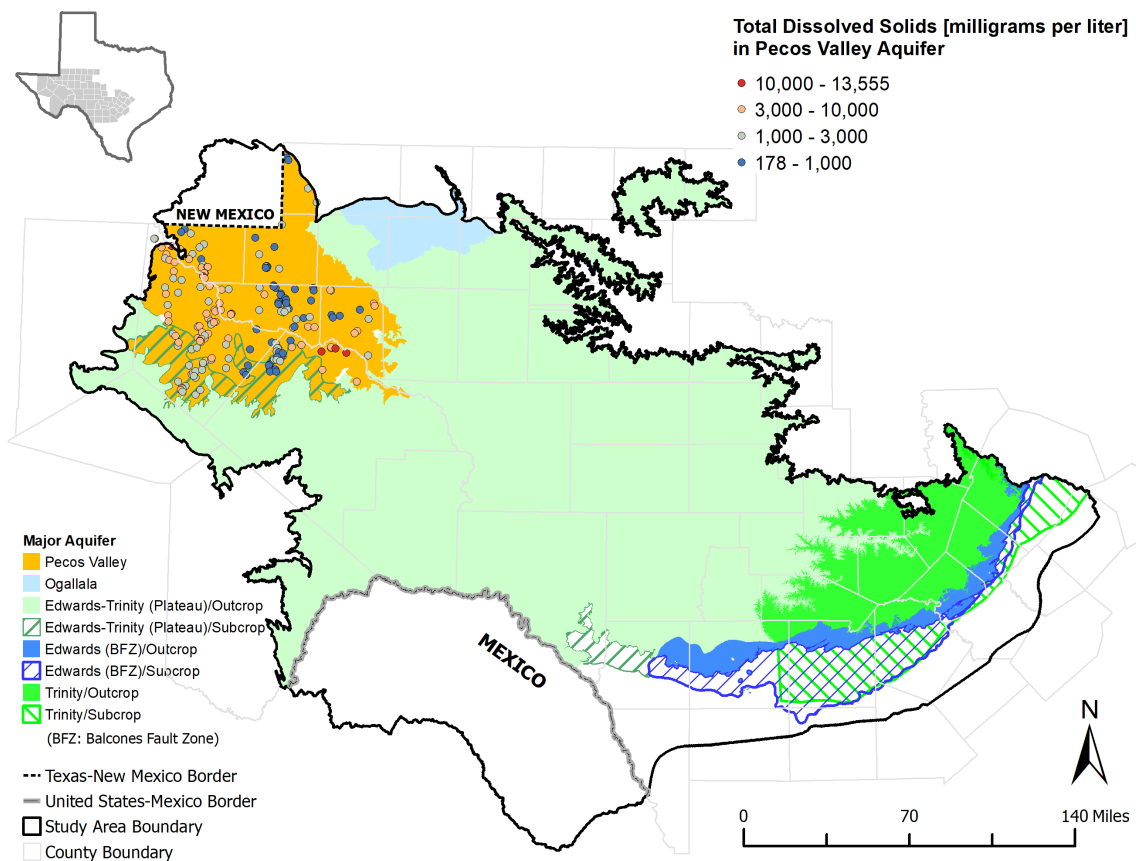 Total Dissolved Solids [milligrams per liter]
in Pecos Valley Aquifer
10,000 - 13,555
3,000 - 10,000
1,000 - 3,000
178 - 1,000
NEW MEXICO
MEXICO
Major Aquifer
Pecos Valley
Ogallala
Edwards-Trinity (Plateau)/Outcrop
Edwards-Trinity (Plateau)/Subcrop
Edwards (BFZ)/Outcrop
Edwards (BFZ)/Subcrop
Trinity/Outcrop
Trinity/Subcrop
(BFZ: Balcones Fault Zone)
Texas-New Mexico Border
United States-Mexico Border
Study Area Boundary
County Boundary
N
0 70 140 Miles